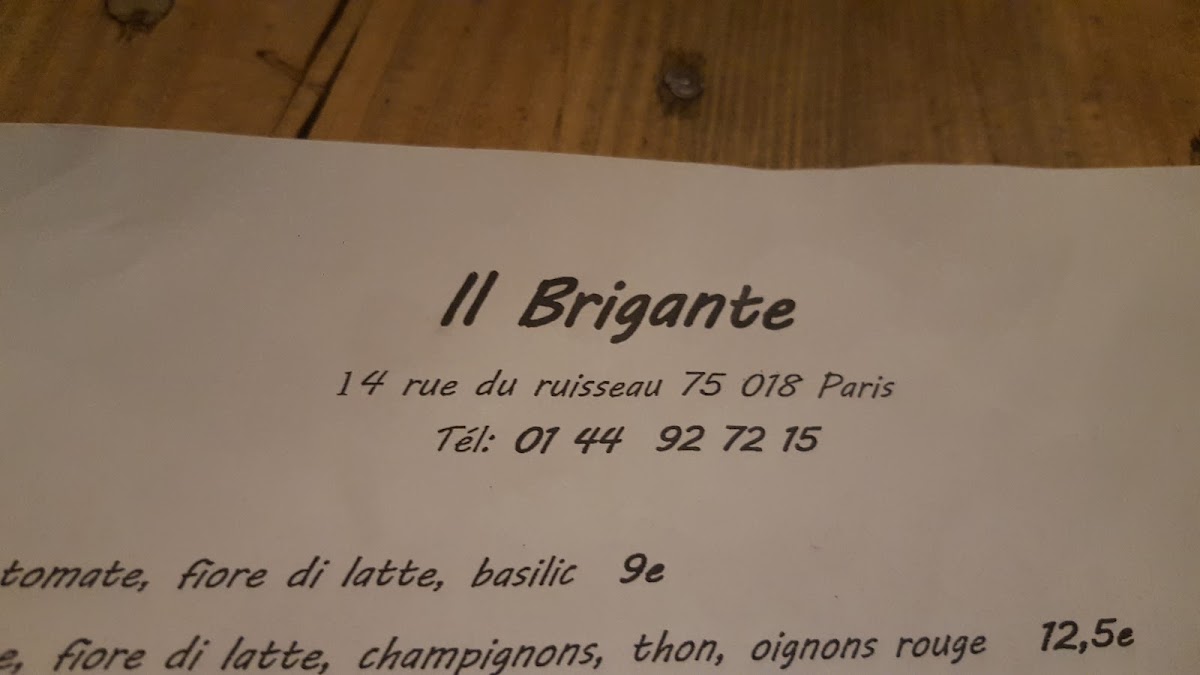 Il Brigante
14 rue du ruisseau 75 018 Paris
Tél: 01 44 92 72 15
tomate, fiore di latte, basilic 9e
fiore di latte, champignons, thon, oignons rouge 12,5e